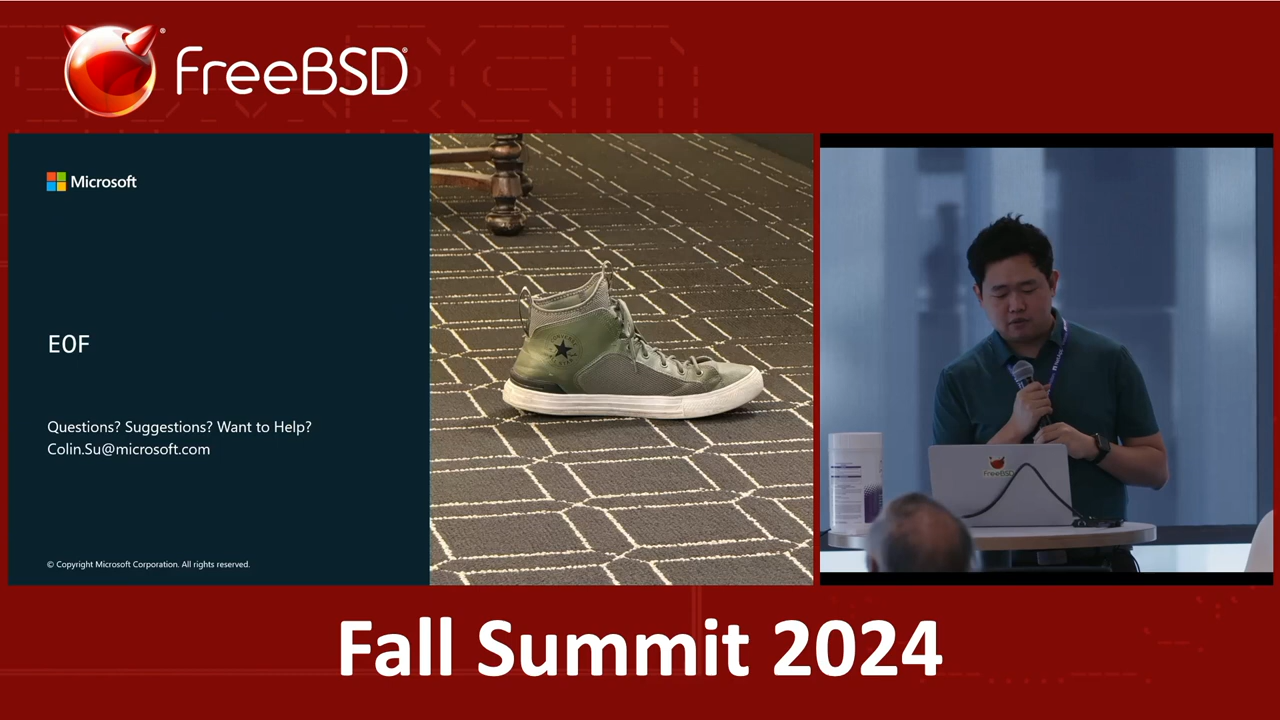 FreeBSD
Microsoft
EOF
Questions? Suggestions? Want to Help?
Colin.Su@microsoft.com
© Copyright Microsoft Corporation. All rights reserved.
FreeBSD
Fall Summit 2024